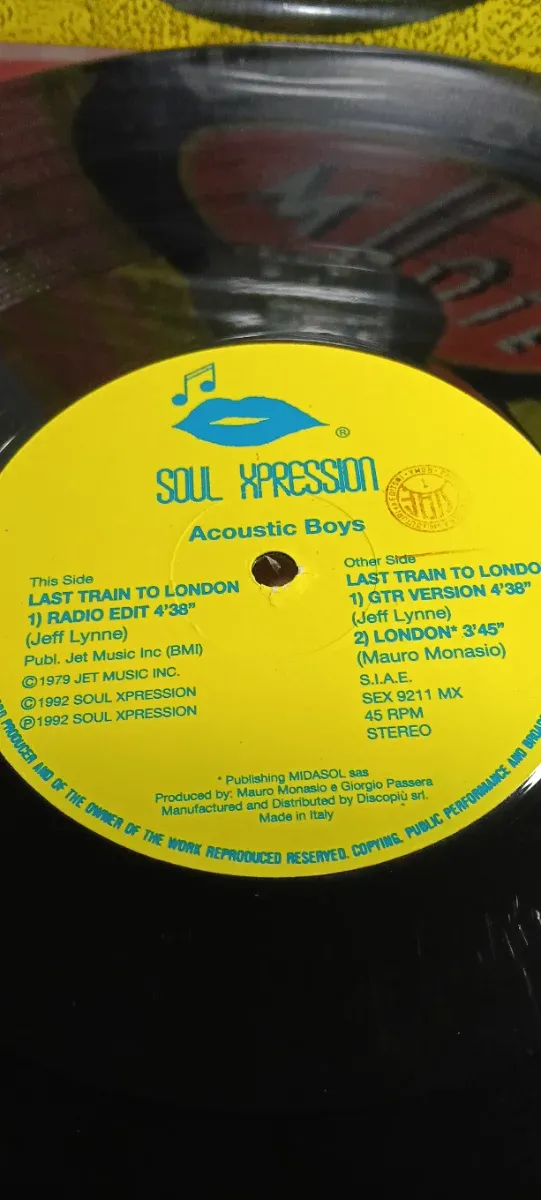 ®
SOUL XPRESSION
Acoustic Boys
This Side
LAST TRAIN TO LONDON
1) RADIO EDIT 4'38"
(Jeff Lynne)
Publ. Jet Music Inc (BMI)
©1979 JET MUSIC INC.
©1992 SOUL XPRESSION
℗1992 SOUL XPRESSION
Other Side
LAST TRAIN TO LONDO
1) GTR VERSION 4'38"
(Jeff Lynne)
2) LONDON* 3'45"
(Mauro Monasio)
S.I.A.E.
SEX 9211 MX
45 RPM
STEREO
* Publishing MIDASOL sas
Produced by: Mauro Monasio e Giorgio Passera
Manufactured and Distributed by Discopiù srl.
Made in Italy
PRODUCER AND OF THE OWNER OF THE WORK REPRODUCED RESERVED. COPYING, PUBLIC PERFORMANCE AND